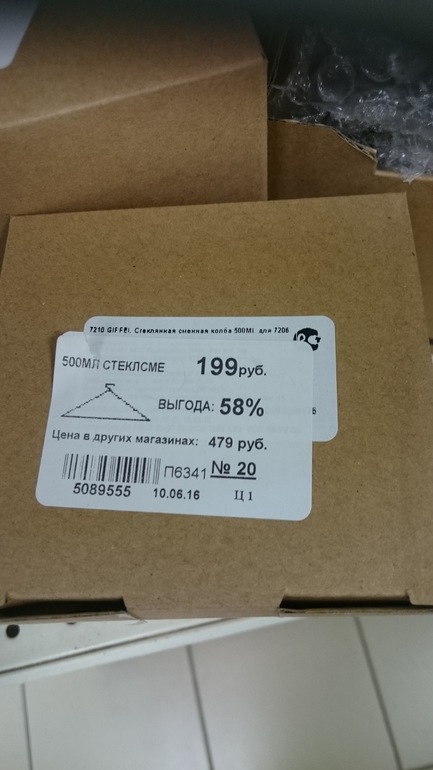 7210 GIFFEL Стеклянная сменная колба 500ML для 7206
500МЛ СТЕКЛСМЕ 199руб.
ВЫГОДА: 58%
Цена в других магазинах: 479 руб.
П6341 № 20
5089555 10.06.16 Ц1